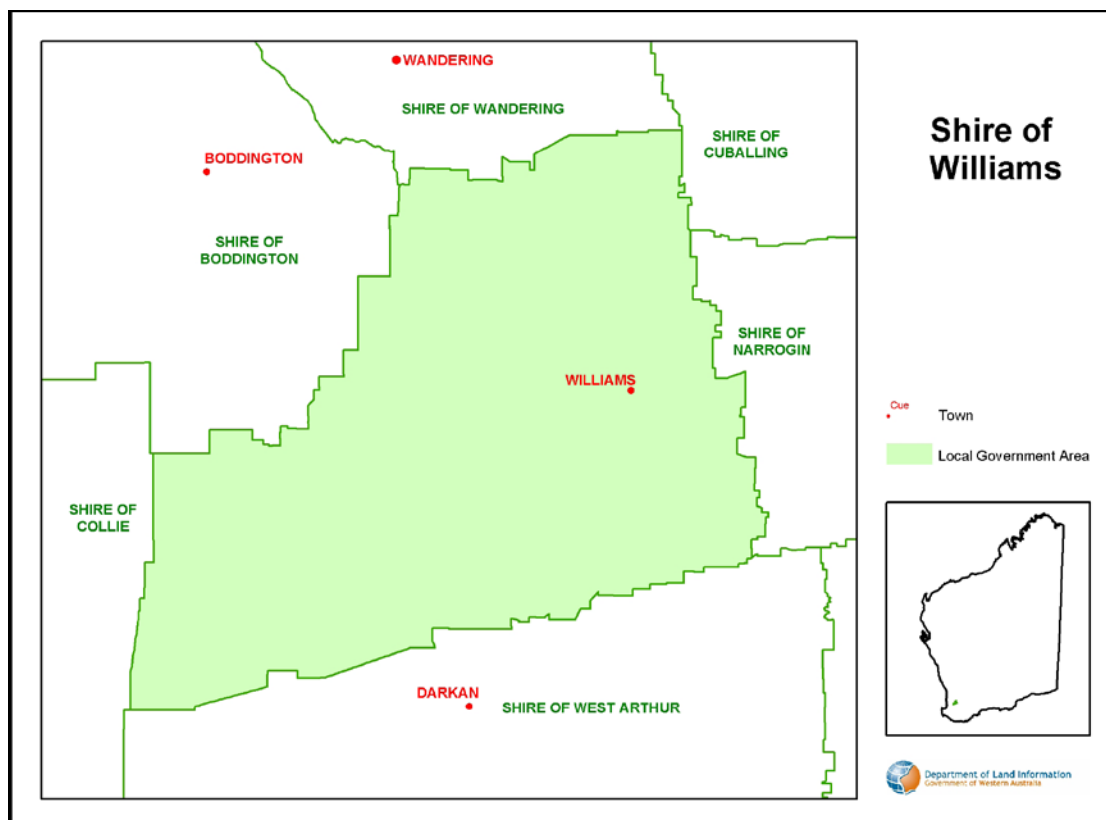 WANDERING
SHIRE OF WANDERING
SHIRE OF
CUBALLING
BODDINGTON
SHIRE OF
BODDINGTON
SHIRE OF
NARROGIN
WILLIAMS
SHIRE OF
COLLIE
DARKAN
SHIRE OF WEST ARTHUR
Shire of
Williams
Cue
Town
Local Government Area
Department of Land Information
Government of Western Australia